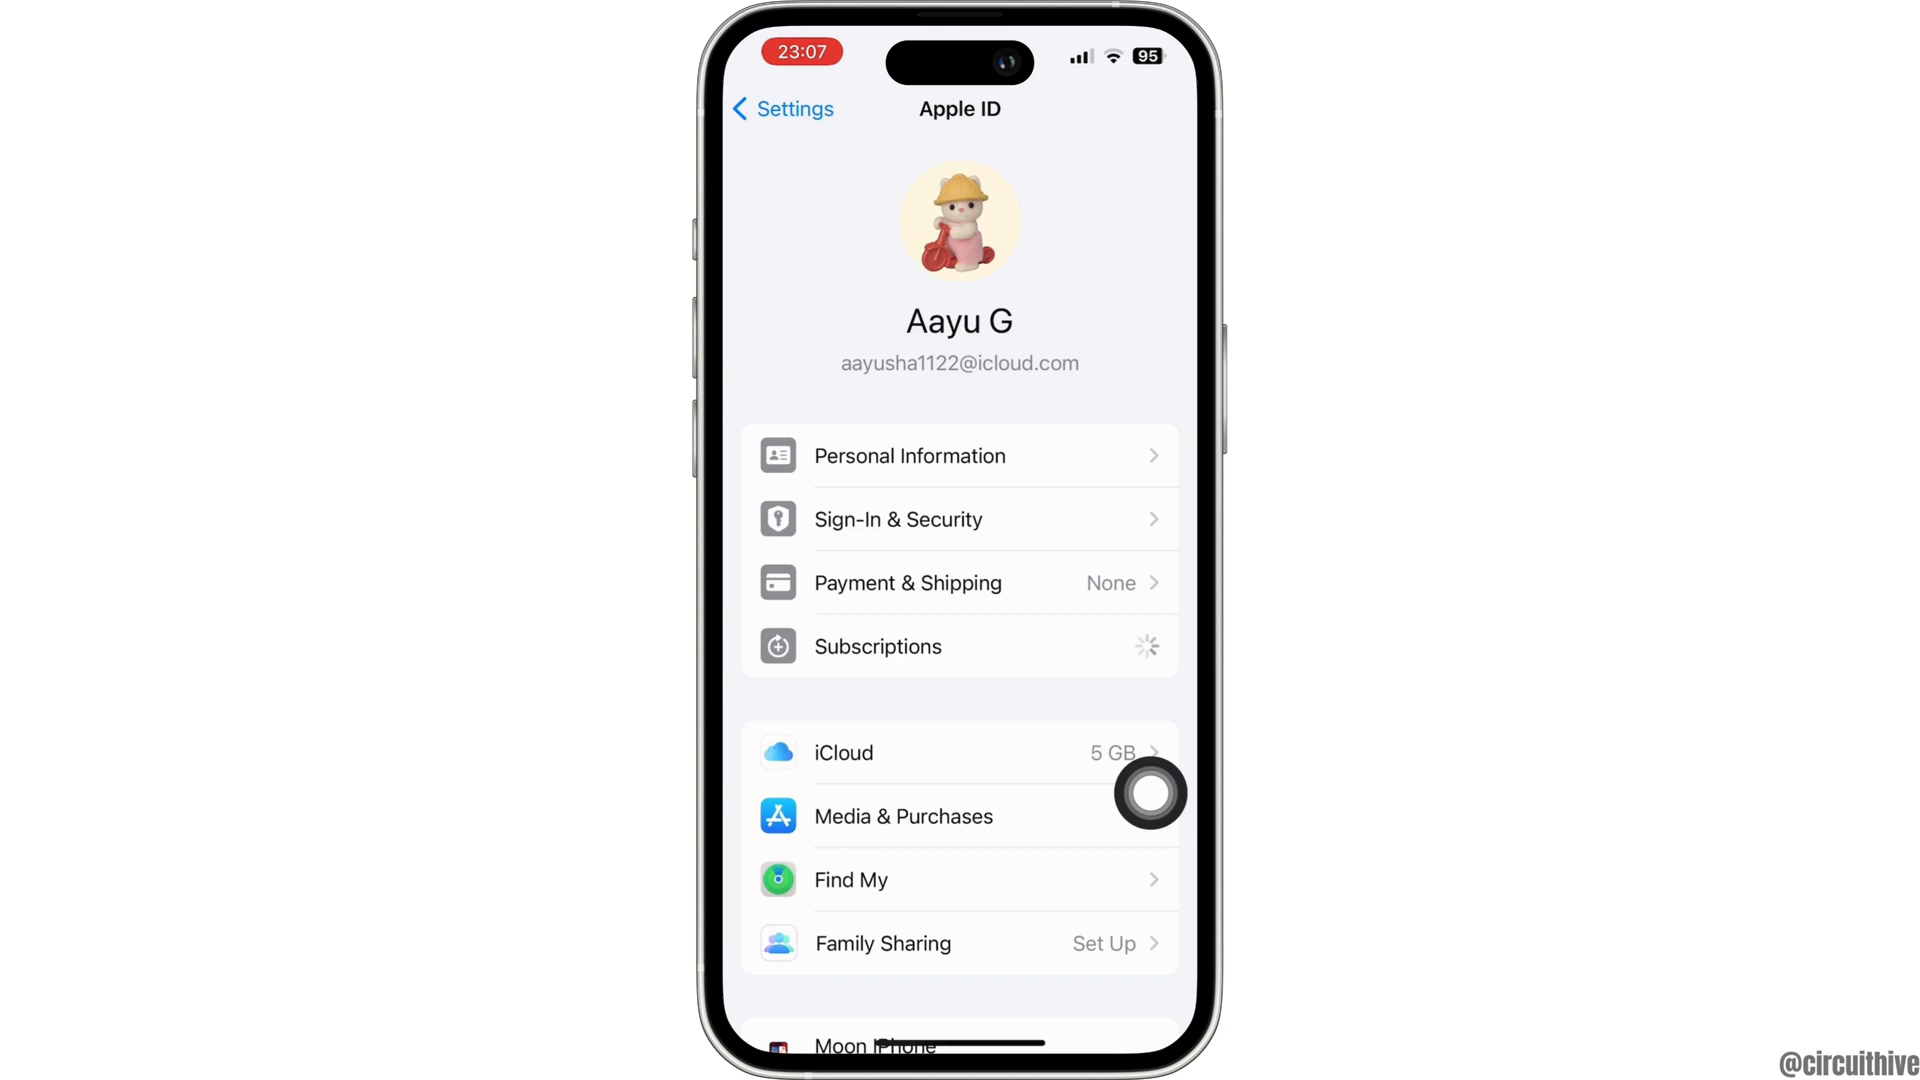 23:07
95
Settings
Apple ID
Aayu G
aayusha1122@icloud.com
Personal Information
Sign-In & Security
Payment & Shipping None
Subscriptions
iCloud 5 GB
Media & Purchases
Find My
Family Sharing Set Up
Moon iPhone
@circuithive